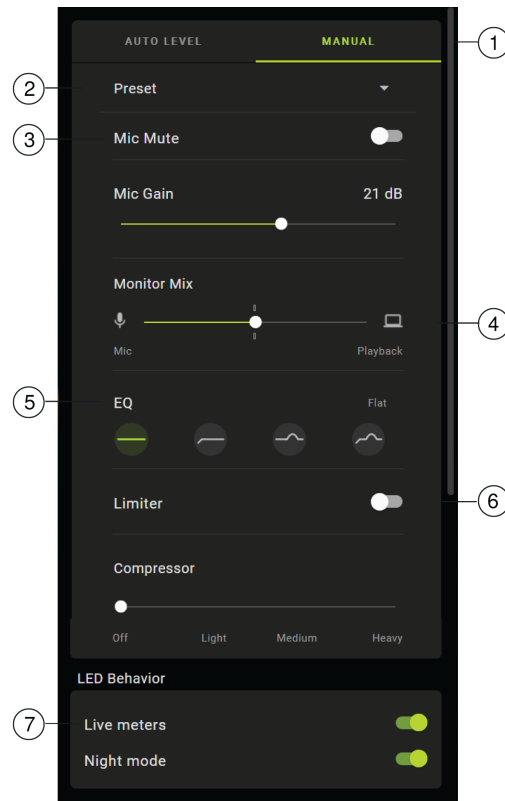 AUTO LEVEL MANUAL 1
2 Preset
3 Mic Mute
Mic Gain 21 dB
Monitor Mix
4
Mic Playback
5 EQ Flat
Limiter 6
Compressor
Off Light Medium Heavy
LED Behavior
7 Live meters
Night mode